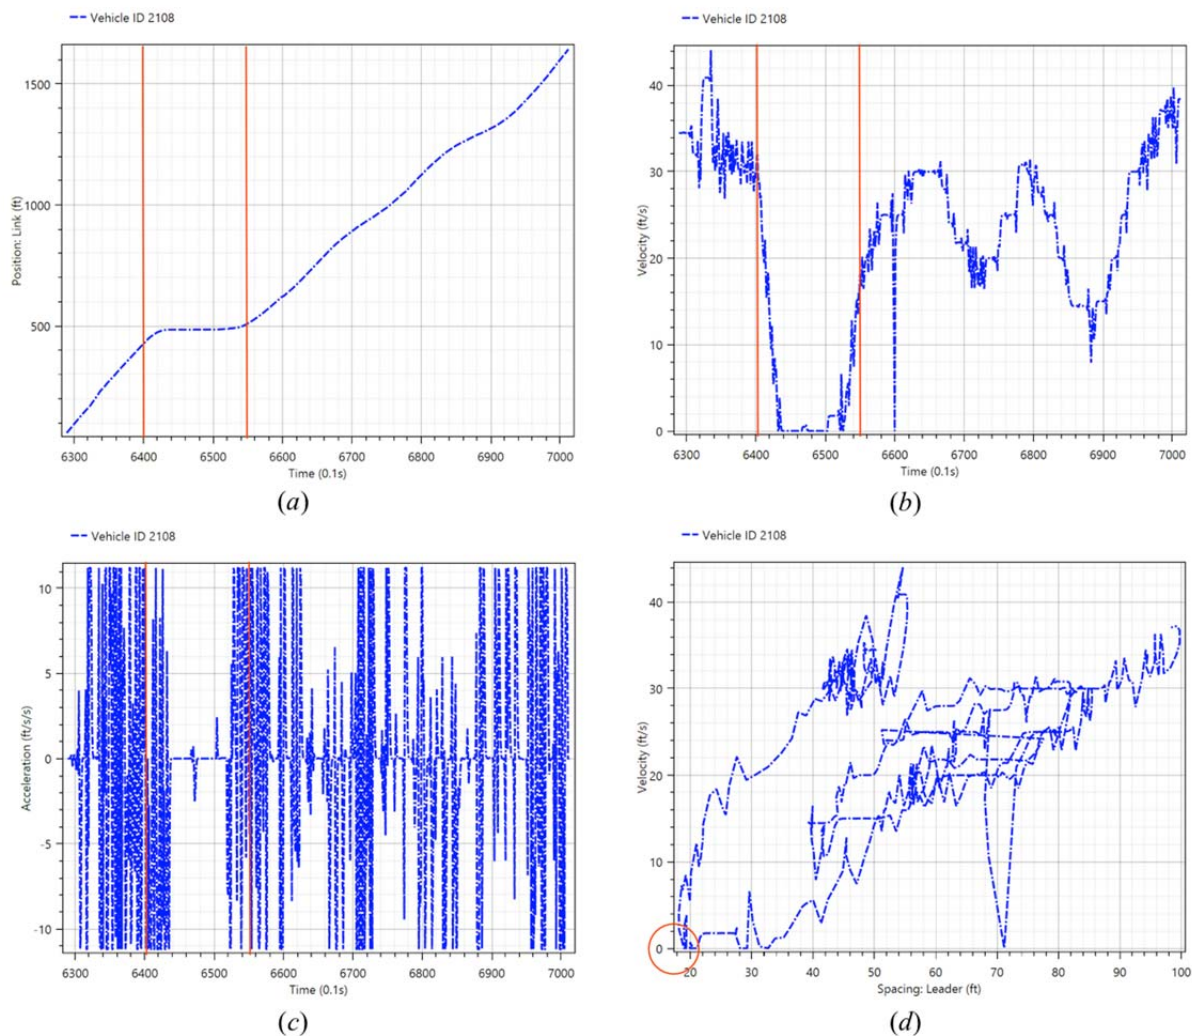 Vehicle ID 2108
Position: Link (ft)
1500
1000
500
6300 6400 6500 6600 6700 6800 6900 7000
Time (0.1s)
(a)
Vehicle ID 2108
Velocity (ft/s)
40
30
20
10
0
6300 6400 6500 6600 6700 6800 6900 7000
Time (0.1s)
(b)
Vehicle ID 2108
Acceleration (ft/s/s)
10
5
0
-5
-10
6300 6400 6500 6600 6700 6800 6900 7000
Time (0.1s)
(c)
Vehicle ID 2108
Velocity (ft/s)
40
30
20
10
0
20 30 40 50 60 70 80 90 100
Spacing: Leader (ft)
(d)